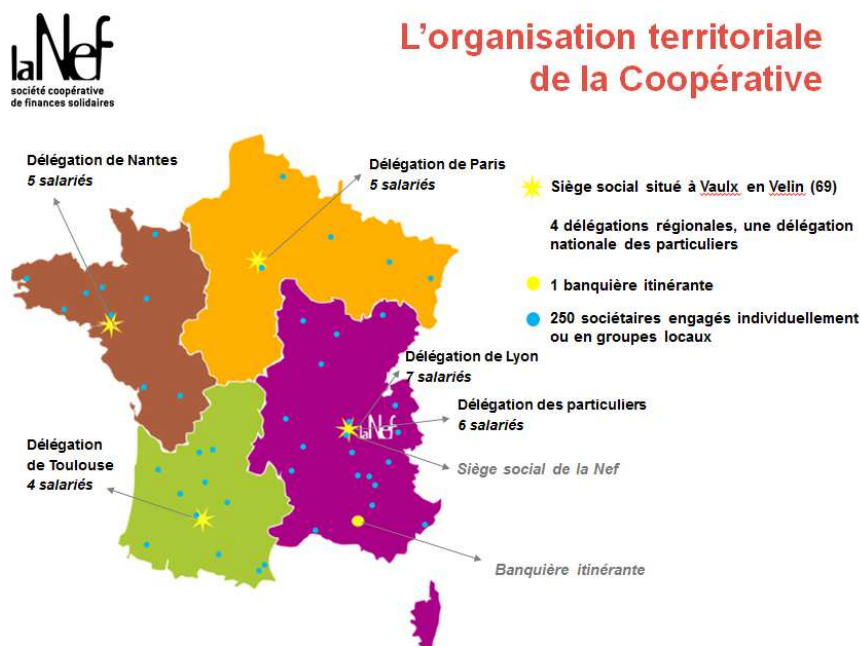 laNef
société coopérative
de finances solidaires
L'organisation territoriale
de la Coopérative
Délégation de Nantes
5 salariés
Délégation de Paris
5 salariés
Siège social situé à Vaulx en Velin (69)
4 délégations régionales, une délégation
nationale des particuliers
1 banquière itinérante
250 sociétaires engagés individuellement
ou en groupes locaux
Délégation de Lyon
7 salariés
Délégation des particuliers
6 salariés
laNef
Siège social de la Nef
Délégation
de Toulouse
4 salariés
Banquière itinérante